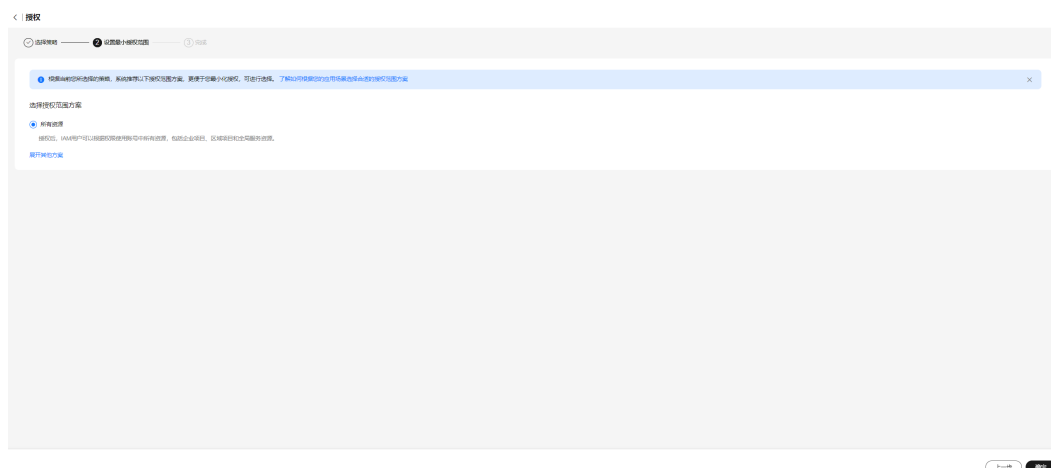 < | 授权
选择策略 2 设置最小授权范围 3 完成
根据当前您所选择的策略，系统推荐以下授权范围方案，更便于您最小化授权，可进行选择。了解如何根据您的应用场景选择合适的授权范围方案
选择授权范围方案
所有资源
授权后，IAM用户可以根据权限使用账号中所有资源，包括企业项目、区域项目和全局服务资源。
展开其他方案
上一步 确定